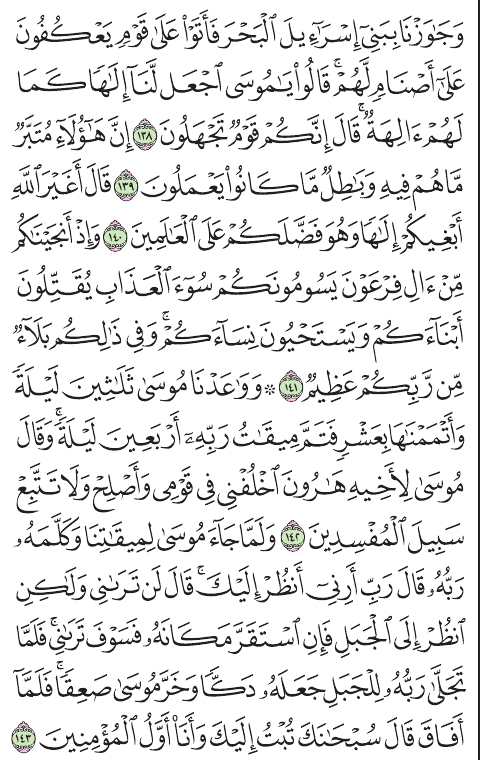 وَجَٰوَزْنَا بِبَنِىٓ إِسْرَٰٓءِيلَ ٱلْبَحْرَ فَأَتَوْا۟ عَلَىٰ قَوْمٍ يَعْكُفُونَ
عَلَىٰٓ أَصْنَامٍ لَّهُمْ ۚ قَالُوا۟ يَٰمُوسَى ٱجْعَل لَّنَآ إِلَٰهًا كَمَا
لَهُمْ ءَالِهَةٌ ۚ قَالَ إِنَّكُمْ قَوْمٌ تَجْهَلُونَ ١٣٨ إِنَّ هَٰٓؤُلَآءِ مُتَبَّرٌ
مَّا هُمْ فِيهِ وَبَٰطِلٌ مَّا كَانُوا۟ يَعْمَلُونَ ١٣٩ قَالَ أَغَيْرَ ٱللَّهِ
أَبْغِيكُمْ إِلَٰهًا وَهُوَ فَضَّلَكُمْ عَلَى ٱلْعَٰلَمِينَ ١٤٠ وَإِذْ أَنجَيْنَٰكُم
مِّنْ ءَالِ فِرْعَوْنَ يَسُومُونَكُمْ سُوٓءَ ٱلْعَذَابِ يُقَتِّلُونَ
أَبْنَآءَكُمْ وَيَسْتَحْيُونَ نِسَآءَكُمْ ۚ وَفِى ذَٰلِكُم بَلَآءٌ
مِّن رَّبِّكُمْ عَظِيمٌ ١٤١ ۞ وَوَٰعَدْنَا مُوسَىٰ ثَلَٰثِينَ لَيْلَةً
وَأَتْمَمْنَٰهَا بِعَشْرٍ فَتَمَّ مِيقَٰتُ رَبِّهِۦٓ أَرْبَعِينَ لَيْلَةً ۚ وَقَالَ
مُوسَىٰ لِأَخِيهِ هَٰرُونَ ٱخْلُفْنِى فِى قَوْمِى وَأَصْلِحْ وَلَا تَتَّبِعْ
سَبِيلَ ٱلْمُفْسِدِينَ ١٤٢ وَلَمَّا جَآءَ مُوسَىٰ لِمِيقَٰتِنَا وَكَلَّمَهُۥ
رَبُّهُۥ قَالَ رَبِّ أَرِنِىٓ أَنظُرْ إِلَيْكَ ۚ قَالَ لَن تَرَىٰنِى وَلَٰكِنِ
ٱنظُرْ إِلَى ٱلْجَبَلِ فَإِنِ ٱسْتَقَرَّ مَكَانَهُۥ فَسَوْفَ تَرَىٰنِى ۚ فَلَمَّا
تَجَلَّىٰ رَبُّهُۥ لِلْجَبَلِ جَعَلَهُۥ دَكًّا وَخَرَّ مُوسَىٰ صَعِقًا ۚ فَلَمَّآ
أَفَاقَ قَالَ سُبْحَٰنَكَ تُبْتُ إِلَيْكَ وَأَنَا۠ أَوَّلُ ٱلْمُؤْمِنِينَ ١٤٣